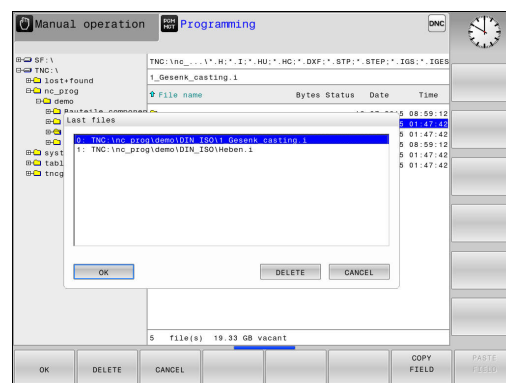 Manual operation
PGM
MGT
Programming
DNC
SF:\
TNC:\
lost+found
nc_prog
demo
Bauteile_componen
syst
tabl
tncg
TNC:\nc_...\*.H;*.I;*.HU;*.HC;*.DXF;*.STP;*.STEP;*.IGS;*.IGES
1_Gesenk_casting.i
File name Bytes Status Date Time
5 08:59:12
5 01:47:42
5 08:59:12
5 01:47:42
5 01:47:42
Last files
0: TNC:\nc_prog\demo\DIN_ISO\1_Gesenk_casting.i
1: TNC:\nc_prog\demo\DIN_ISO\Heben.i
OK DELETE CANCEL
5 file(s) 19.33 GB vacant
OK
DELETE
CANCEL
COPY
FIELD
PASTE
FIELD